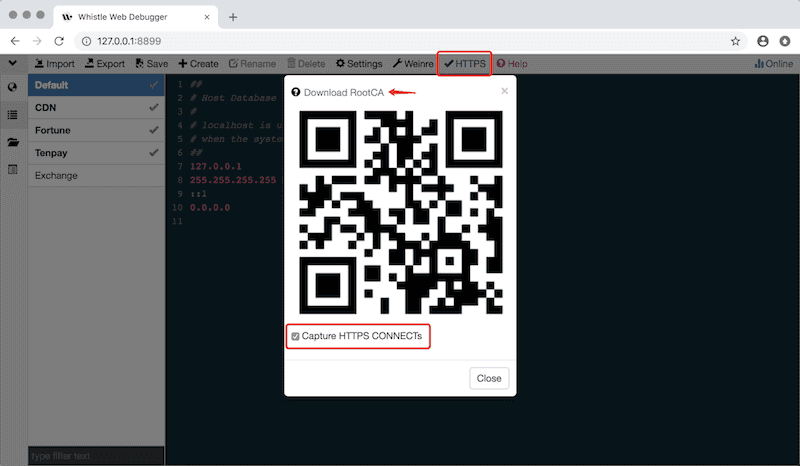 Whistle Web Debugger
127.0.0.1:8899
Import Export Save Create Rename Delete Settings Weinre HTTPS Help Online
Default
CDN
Fortune
Tenpay
Exchange
type filter text
1 ##
2 # Host Database
3 #
4 # localhost is u
5 # when the system
6 ##
7 127.0.0.1
8 255.255.255.255
9 ::1
10 0.0.0.0
11
Download RootCA
×
Capture HTTPS CONNECTs
Close